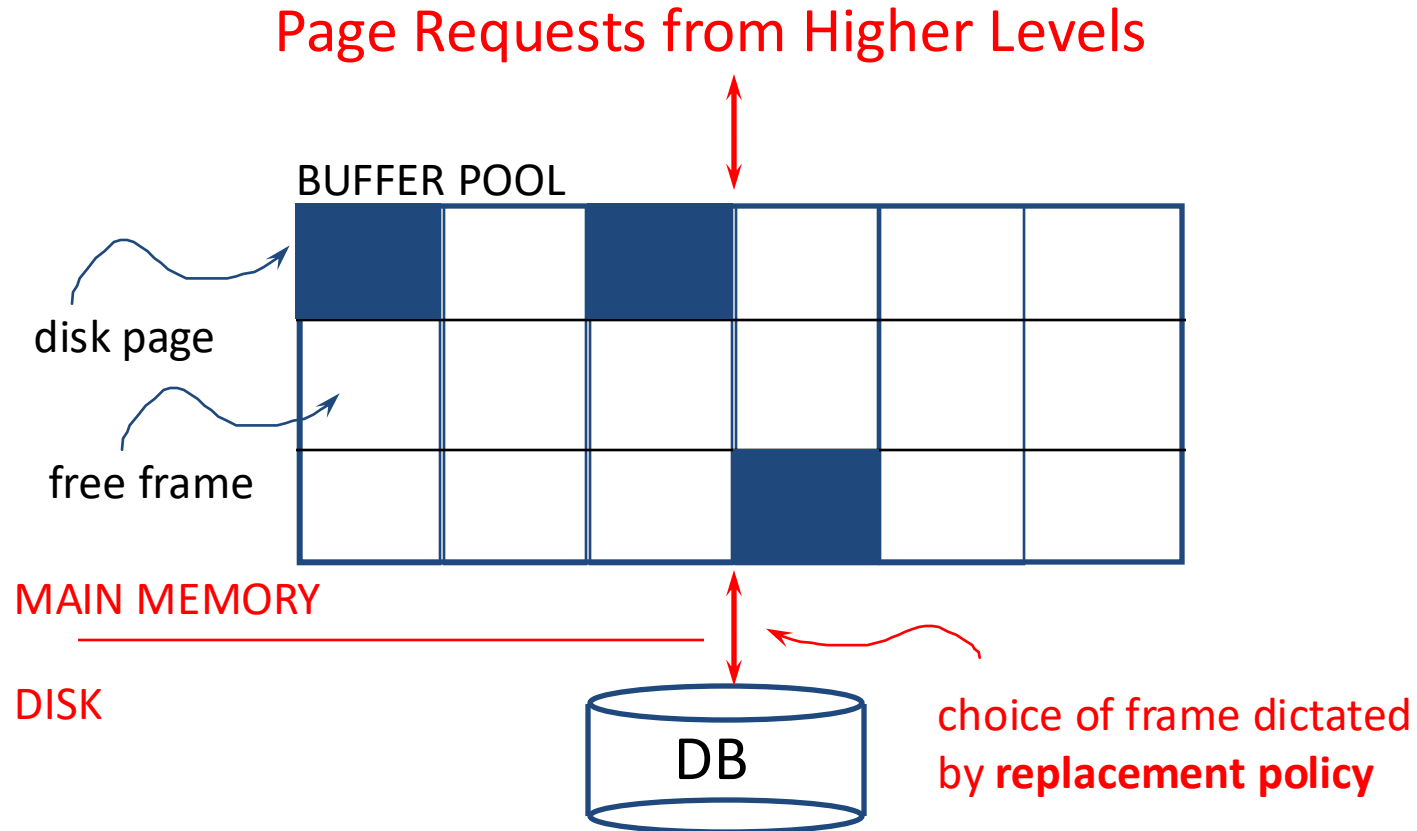 Page Requests from Higher Levels
BUFFER POOL
disk page
free frame
MAIN MEMORY
DISK
DB
choice of frame dictated
by replacement policy